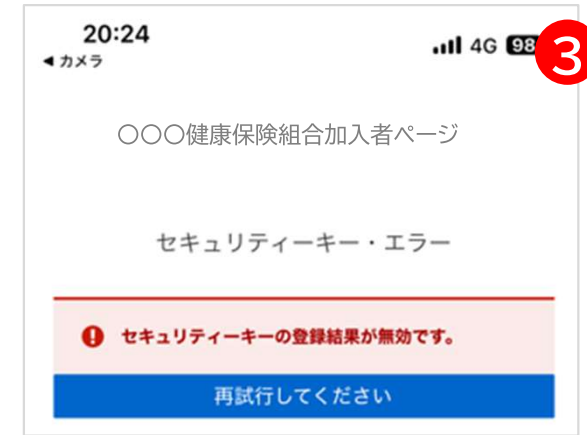 20:24
4G 98
3
◀ カメラ
〇〇〇健康保険組合加入者ページ
セキュリティーキー・エラー
! セキュリティーキーの登録結果が無効です。
再試行してください